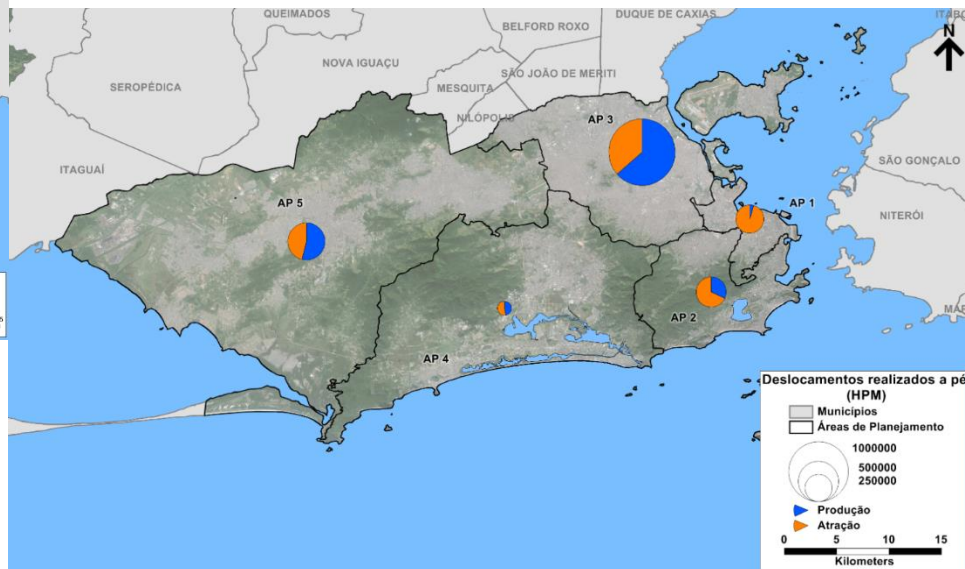 QUEIMADOS
BELFORD ROXO
DUQUE DE CAXIAS
N
NOVA IGUAÇU
SÃO JOÃO DE MERITI
SEROPÉDICA
MESQUITA
NILÓPOLIS
AP 3
ITAGUAÍ
SÃO GONÇALO
AP 5
AP 1
NITERÓI
AP 2
AP 4
Deslocamentos realizados a pé
(HPM)
Municípios
Áreas de Planejamento
1000000
500000
250000
Produção
Atração
0 5 10 15
Kilometers